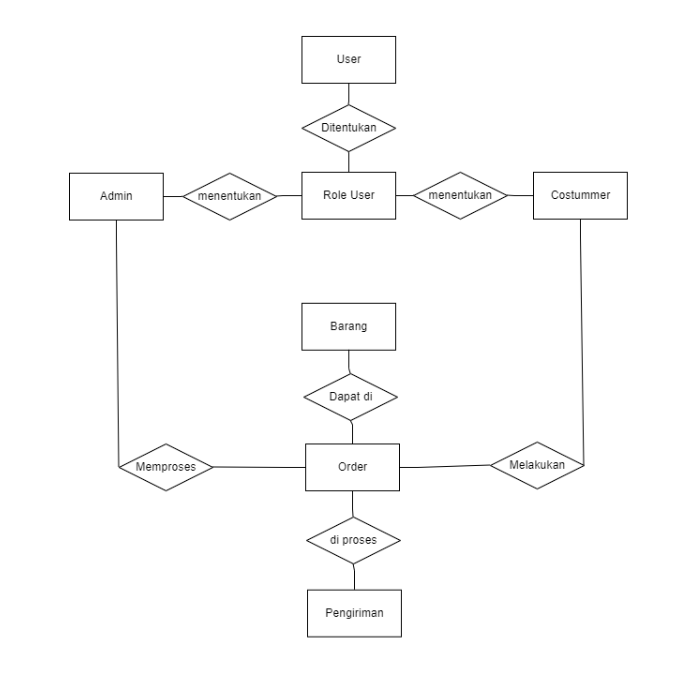 User
Ditentukan
Admin
menentukan
Role User
menentukan
Costummer
Barang
Dapat di
Memproses
Order
Melakukan
di proses
Pengiriman